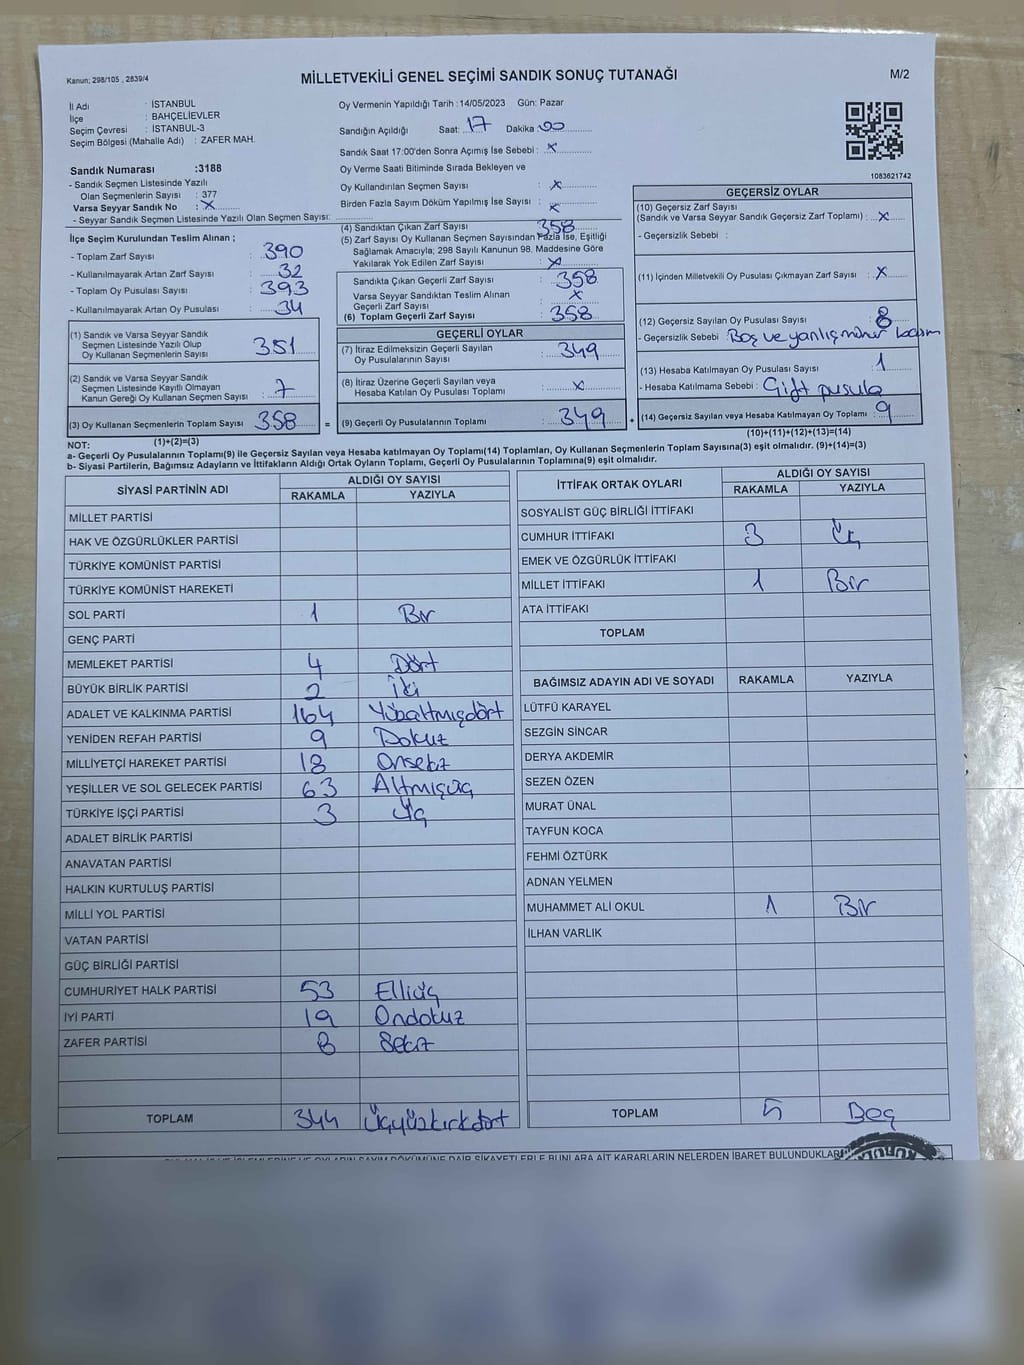 Kanun; 298/105 , 2839/4
MİLLETVEKİLİ GENEL SEÇİMİ SANDIK SONUÇ TUTANAĞI
M/2
İl Adı : İSTANBUL
İlçe : BAHÇELİEVLER
Seçim Çevresi : İSTANBUL-3
Seçim Bölgesi (Mahalle Adı) : ZAFER MAH.
Sandık Numarası :3188
- Sandık Seçmen Listesinde Yazılı
Olan Seçmenlerin Sayısı : 377
Varsa Seyyar Sandık No : X
- Seyyar Sandık Seçmen Listesinde Yazılı Olan Seçmen Sayısı:
İlçe Seçim Kurulundan Teslim Alınan ;
- Toplam Zarf Sayısı : 390
- Kullanılmayarak Artan Zarf Sayısı : 32
- Toplam Oy Pusulası Sayısı : 393
- Kullanılmayarak Artan Oy Pusulası : 34
(1) Sandık ve Varsa Seyyar Sandık
Seçmen Listesinde Yazılı Olup
Oy Kullanan Seçmenlerin Sayısı : 351
(2) Sandık ve Varsa Seyyar Sandık
Seçmen Listesinde Kayıtlı Olmayan
Kanun Gereği Oy Kullanan Seçmen Sayısı : 7
(3) Oy Kullanan Seçmenlerin Toplam Sayısı : 358 =
(1)+(2)=(3)
Oy Vermenin Yapıldığı Tarih :14/05/2023 Gün: Pazar
Sandığın Açıldığı Saat: 17 Dakika : 00
Sandık Saat 17:00'den Sonra Açımış İse Sebebi : X
Oy Verme Saati Bitiminde Sırada Bekleyen ve
Oy Kullandırılan Seçmen Sayısı : X
Birden Fazla Sayım Döküm Yapılmış İse Sayısı : X
(4) Sandıktan Çıkan Zarf Sayısı : 358
(5) Zarf Sayısı Oy Kullanan Seçmen Sayısından Fazla İse, Eşitliği
Sağlamak Amacıyla; 298 Sayılı Kanunun 98. Maddesine Göre
Yakılarak Yok Edilen Zarf Sayısı : X
Sandıkta Çıkan Geçerli Zarf Sayısı : 358
Varsa Seyyar Sandıktan Teslim Alınan
Geçerli Zarf Sayısı : X
(6) Toplam Geçerli Zarf Sayısı : 358
GEÇERLİ OYLAR
(7) İtiraz Edilmeksizin Geçerli Sayılan
Oy Pusulalarının Sayısı : 349
(8) İtiraz Üzerine Geçerli Sayılan veya
Hesaba Katılan Oy Pusulası Toplamı : X
(9) Geçerli Oy Pusulalarının Toplamı : 349 +
1083621742
GEÇERSİZ OYLAR
(10) Geçersiz Zarf Sayısı
(Sandık ve Varsa Seyyar Sandık Geçersiz Zarf Toplamı) : X
- Geçersizlik Sebebi :
(11) İçinden Milletvekili Oy Pusulası Çıkmayan Zarf Sayısı : X
(12) Geçersiz Sayılan Oy Pusulası Sayısı : 8
- Geçersizlik Sebebi : Boş ve yanlış mühür
(13) Hesaba Katılmayan Oy Pusulası Sayısı : 1
- Hesaba Katılmama Sebebi : Çift pusula
(14) Geçersiz Sayılan veya Hesaba Katılmayan Oy Toplamı : 9
(10)+(11)+(12)+(13)=(14)
NOT:
a- Geçerli Oy Pusulalarının Toplamı(9) ile Geçersiz Sayılan veya Hesaba katılmayan Oy Toplamı(14) Toplamları, Oy Kullanan Seçmenlerin Toplam Sayısına(3) eşit olmalıdır. (9)+(14)=(3)
b- Siyasi Partilerin, Bağımsız Adayların ve İttifakların Aldığı Ortak Oyların Toplamı, Geçerli Oy Pusulalarının Toplamına(9) eşit olmalıdır.
SİYASİ PARTİNİN ADI ALDIĞI OY SAYISI
RAKAMLA YAZIYLA
MİLLET PARTİSİ
HAK VE ÖZGÜRLÜKLER PARTİSİ
TÜRKİYE KOMÜNİST PARTİSİ
TÜRKİYE KOMÜNİST HAREKETİ
SOL PARTİ 1 Bir
GENÇ PARTİ
MEMLEKET PARTİSİ 4 Dört
BÜYÜK BİRLİK PARTİSİ 2 İki
ADALET VE KALKINMA PARTİSİ 164 Yüzaltmışdört
YENİDEN REFAH PARTİSİ 9 Dokuz
MİLLİYETÇİ HAREKET PARTİSİ 18 Onsekiz
YEŞİLLER VE SOL GELECEK PARTİSİ 63 Altmışüç
TÜRKİYE İŞÇİ PARTİSİ 3 Üç
ADALET BİRLİK PARTİSİ
ANAVATAN PARTİSİ
HALKIN KURTULUŞ PARTİSİ
MİLLİ YOL PARTİSİ
VATAN PARTİSİ
GÜÇ BİRLİĞİ PARTİSİ
CUMHURİYET HALK PARTİSİ 53 Elliüç
İYİ PARTİ 19 Ondokuz
ZAFER PARTİSİ 8 Sekiz
TOPLAM 344 Üçyüzkırkdört
İTTİFAK ORTAK OYLARI ALDIĞI OY SAYISI
RAKAMLA YAZIYLA
SOSYALİST GÜÇ BİRLİĞİ İTTİFAKI
CUMHUR İTTİFAKI 3 Üç
EMEK VE ÖZGÜRLÜK İTTİFAKI
MİLLET İTTİFAKI 1 Bir
ATA İTTİFAKI
TOPLAM
BAĞIMSIZ ADAYIN ADI VE SOYADI RAKAMLA YAZIYLA
LÜTFÜ KARAYEL
SEZGİN SİNCAR
DERYA AKDEMİR
SEZEN ÖZEN
MURAT ÜNAL
TAYFUN KOCA
FEHMİ ÖZTÜRK
ADNAN YELMEN
MUHAMMET ALİ OKUL 1 Bir
İLHAN VARLIK
TOPLAM 5 Beş